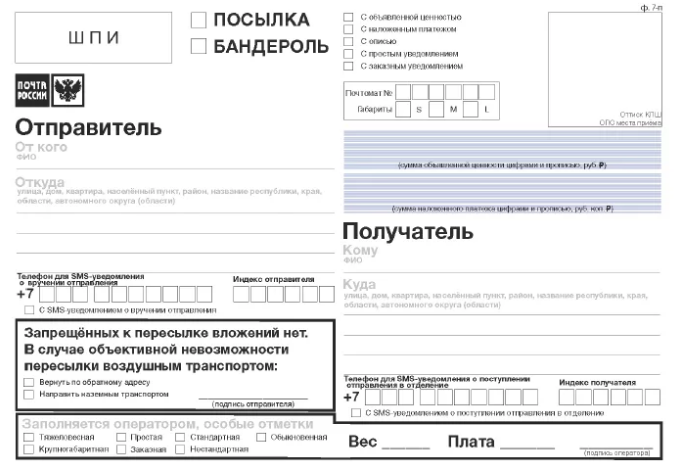 ф. 7-п
ШПИ
ПОСЫЛКА
БАНДЕРОЛЬ
С объявленной ценностью
С наложенным платежом
С описью
С простым уведомлением
С заказным уведомлением
Почтомат №:
Габариты: S M L
Оттиск КПШ
ОПС места приема
ПОЧТА
РОССИИ
Отправитель
От кого
ФИО
Откуда
улица, дом, квартира, населённый пункт, район, название республики, края,
области, автономного округа (области)
Телефон для SMS-уведомления
о вручении отправления
Индекс отправителя
+7
С SMS-уведомлением о вручении отправления
(сумма объявленной ценности цифрами и прописью, руб. ₽)
(сумма наложенного платежа цифрами и прописью, руб. коп. ₽)
Получатель
Кому
ФИО
Куда
улица, дом, квартира, населённый пункт, район, название республики, края,
области, автономного округа (области)
Телефон для SMS-уведомления о поступлении
отправления в отделение
Индекс получателя
+7
С SMS-уведомлением о поступлении отправления в отделение
Запрещённых к пересылке вложений нет.
В случае объективной невозможности
пересылки воздушным транспортом:
Вернуть по обратному адресу
Направить наземным транспортом
(подпись отправителя)
Заполняется оператором, особые отметки
Тяжеловесная Простая Стандартная Обыкновенная
Крупногабаритная Заказная Нестандартная
Вес Плата
(подпись оператора)